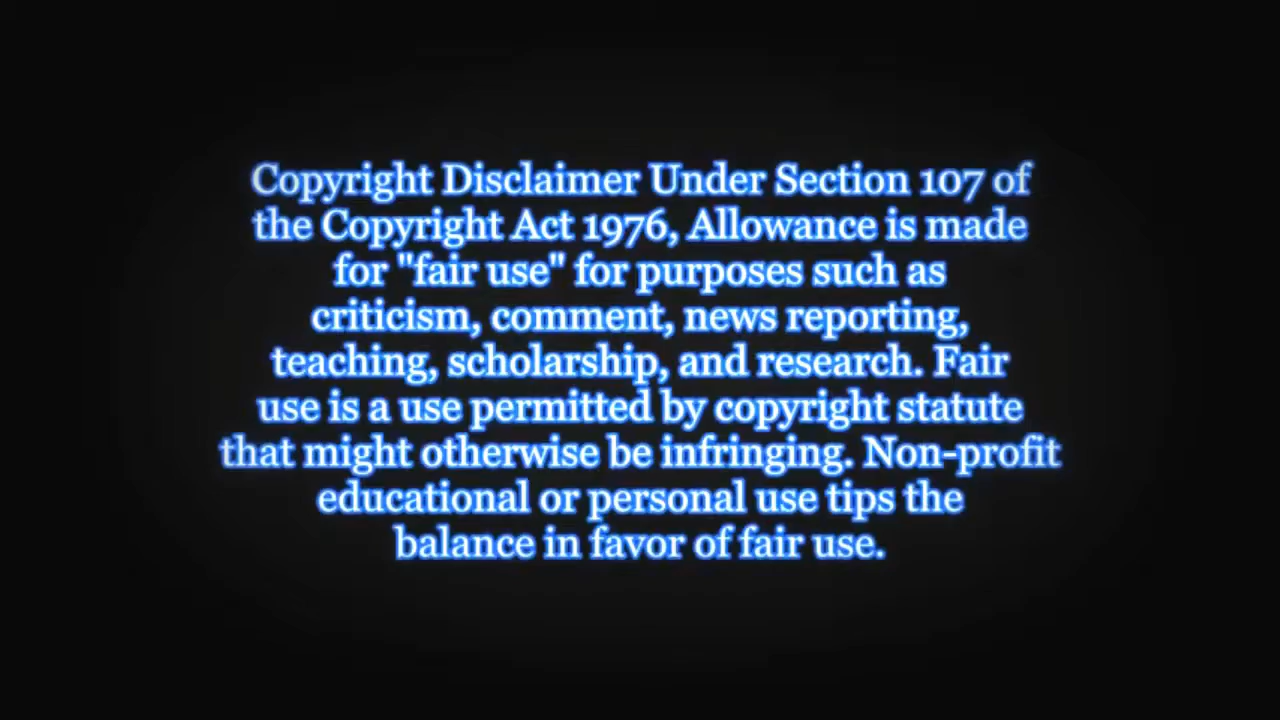 Copyright Disclaimer Under Section 107 of
the Copyright Act 1976, Allowance is made
for "fair use" for purposes such as
criticism, comment, news reporting,
teaching, scholarship, and research. Fair
use is a use permitted by copyright statute
that might otherwise be infringing. Non-profit
educational or personal use tips the
balance in favor of fair use.